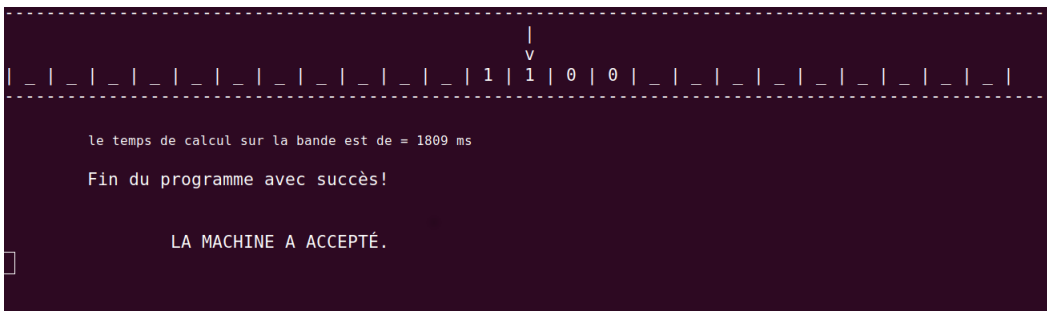 ----------------------------------------------------------------------------------------------------
|
v
| _ | _ | _ | _ | _ | _ | _ | _ | _ | _ | _ | 1 | 1 | 0 | 0 | _ | _ | _ | _ | _ | _ | _ | _ | _ |
----------------------------------------------------------------------------------------------------
le temps de calcul sur la bande est de = 1809 ms
Fin du programme avec succès!
LA MACHINE A ACCEPTÉ.